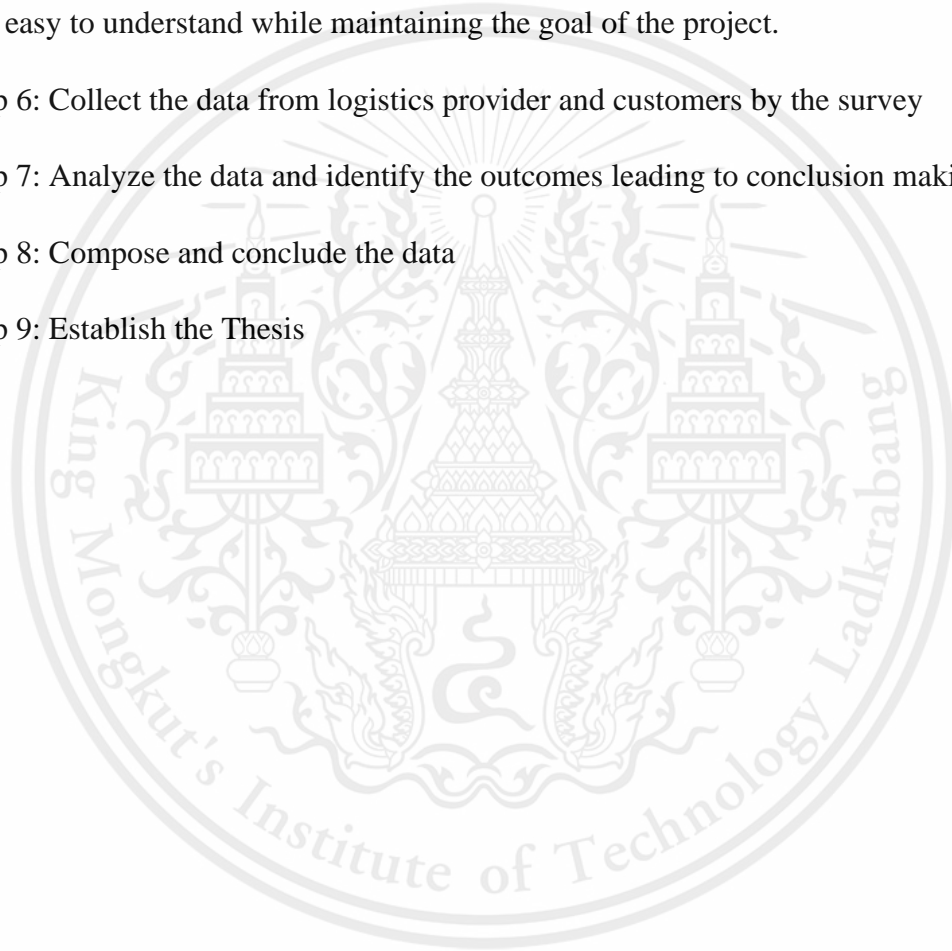 easy to understand while maintaining the goal of the project.
p 6: Collect the data from logistics provider and customers by the survey
p 7: Analyze the data and identify the outcomes leading to conclusion maki
p 8: Compose and conclude the data
p 9: Establish the Thesis
King Mongkut's Institute of Technology Ladkrabang